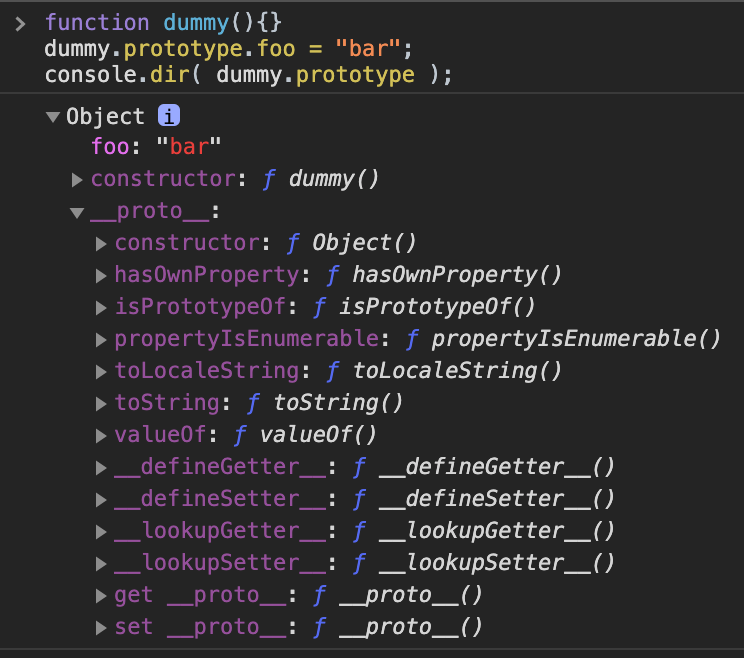 function dummy(){}
dummy.prototype.foo = "bar";
console.dir( dummy.prototype );
Object i
foo: "bar"
constructor: ƒ dummy()
__proto__:
constructor: ƒ Object()
hasOwnProperty: ƒ hasOwnProperty()
isPrototypeOf: ƒ isPrototypeOf()
propertyIsEnumerable: ƒ propertyIsEnumerable()
toLocaleString: ƒ toLocaleString()
toString: ƒ toString()
valueOf: ƒ valueOf()
__defineGetter__: ƒ __defineGetter__()
__defineSetter__: ƒ __defineSetter__()
__lookupGetter__: ƒ __lookupGetter__()
__lookupSetter__: ƒ __lookupSetter__()
get __proto__: ƒ __proto__()
set __proto__: ƒ __proto__()